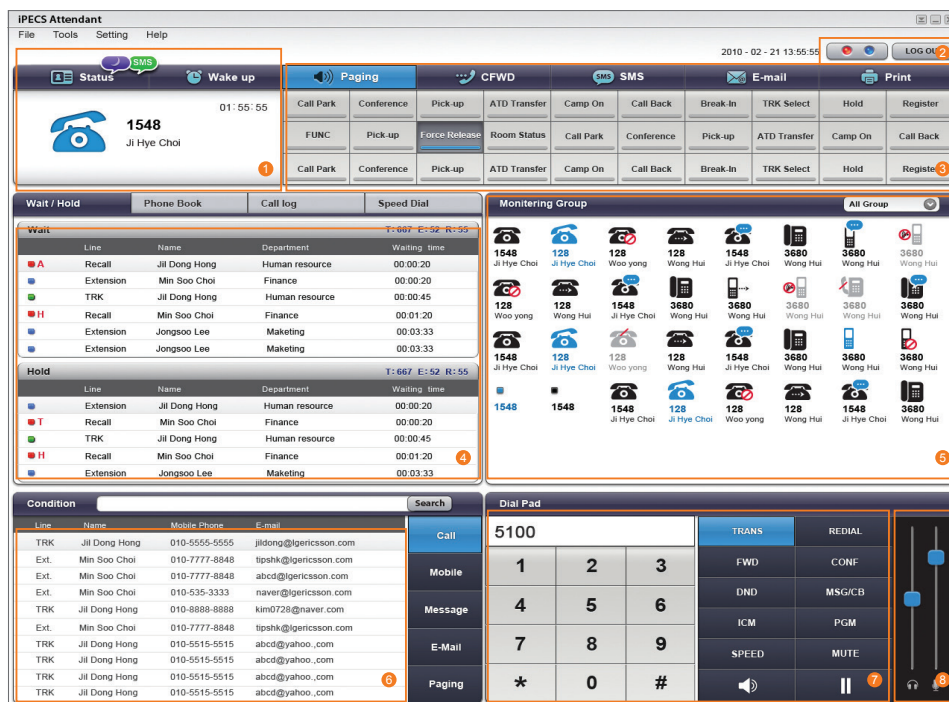 iPECS Attendant
File Tools Setting Help
2010 - 02 - 21 13:55:55
LOG OU
2
SMS
Status Wake up Paging CFWD SMS SMS E-mail Print
01:55:55
1548
Ji Hye Choi
1
Call Park Conference Pick-up ATD Transfer Camp On Call Back Break-In TRK Select Hold Register
FUNC Pick-up Force Release Room Status Call Park Conference Pick-up ATD Transfer Camp On Call Back
Call Park Conference Pick-up ATD Transfer Camp On Call Back Break-In TRK Select Hold Registe
3
Wait / Hold Phone Book Call log Speed Dial
Wait T:667 E:52 R:55
Line Name Department Waiting time
A Recall Jil Dong Hong Human resource 00:00:20
Extension Min Soo Choi Finance 00:00:20
TRK Jil Dong Hong Human resource 00:00:45
H Recall Min Soo Choi Finance 00:01:20
Extension Jongsoo Lee Maketing 00:03:33
Extension Jongsoo Lee Maketing 00:03:33
Hold T:667 E:52 R:55
Line Name Department Waiting time
Extension Jil Dong Hong Human resource 00:00:20
T Recall Min Soo Choi Finance 00:00:20
TRK Jil Dong Hong Human resource 00:00:45
H Recall Min Soo Choi Finance 00:01:20
4
Extension Jongsoo Lee Maketing 00:03:33
Monitering Group All Group
1548 128 128 1548 1548 3680 3680 3680
Ji Hye Choi Ji Hye Choi Woo yong Wong Hui Ji Hye Choi Wong Hui Wong Hui Wong Hui
128 128 1548 3680 3680 3680 3680 3680
Woo yong Wong Hui Ji Hye Choi Wong Hui Wong Hui Wong Hui Wong Hui Wong Hui
1548 128 128 128 1548 3680 3680 3680
Ji Hye Choi Ji Hye Choi Woo yong Wong Hui Ji Hye Choi Wong Hui Wong Hui Wong Hui
1548 1548 1548 128 128 128 1548 3680
Ji Hye Choi Ji Hye Choi Woo yong Wong Hui Ji Hye Choi Wong Hui
5
Condition Search
Line Name Mobile Phone E-mail
TRK Jil Dong Hong 010-5555-5555 jildong@lgericsson.com
Ext. Min Soo Choi 010-7777-8848 tipshk@lgericsson.com
Ext. Min Soo Choi 010-7777-8848 abcd@lgericsson.com
Ext. Min Soo Choi 010-535-3333 naver@lgericsson.com
TRK Jil Dong Hong 010-8888-8888 kim0728@naver.com
Ext. Min Soo Choi 010-7777-8848 tipshk@lgericsson.com
TRK Jil Dong Hong 010-5515-5515 abcd@yahoo.,com
TRK Jil Dong Hong 010-5515-5515 abcd@yahoo.,com
TRK Jil Dong Hong 010-5515-5515 abcd@yahoo.,com
TRK Jil Dong Hong 010-5515-5515 abcd@yahoo.,com
6
Call
Mobile
Message
E-Mail
Paging
Dial Pad
5100
1 2 3
4 5 6
7 8 9
* 0 #
TRANS REDIAL
FWD CONF
DND MSG/CB
ICM PGM
SPEED MUTE
7
8